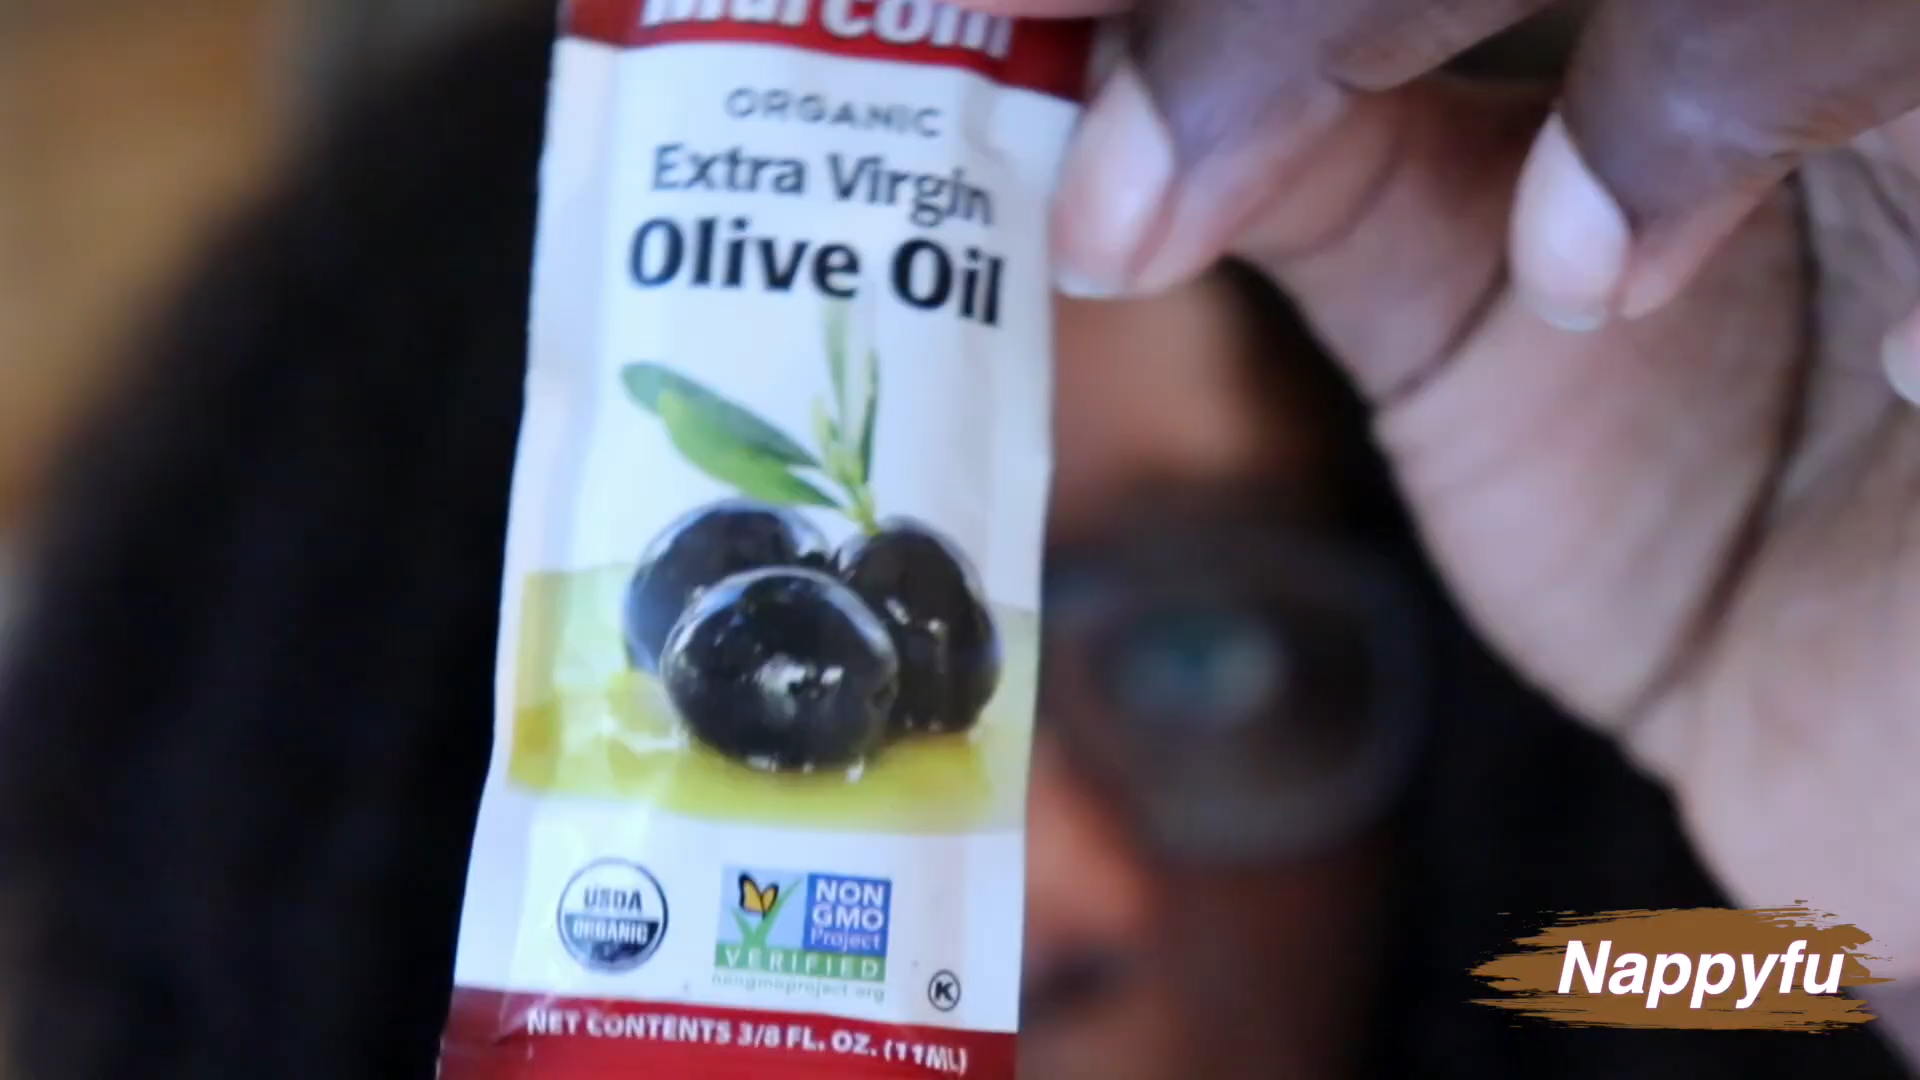 Marconi
ORGANIC
Extra Virgin
Olive Oil
USDA
ORGANIC
NON
GMO
Project
VERIFIED
nongmoproject.org
K
NET CONTENTS 3/8 FL. OZ. (11ML)
Nappyfu